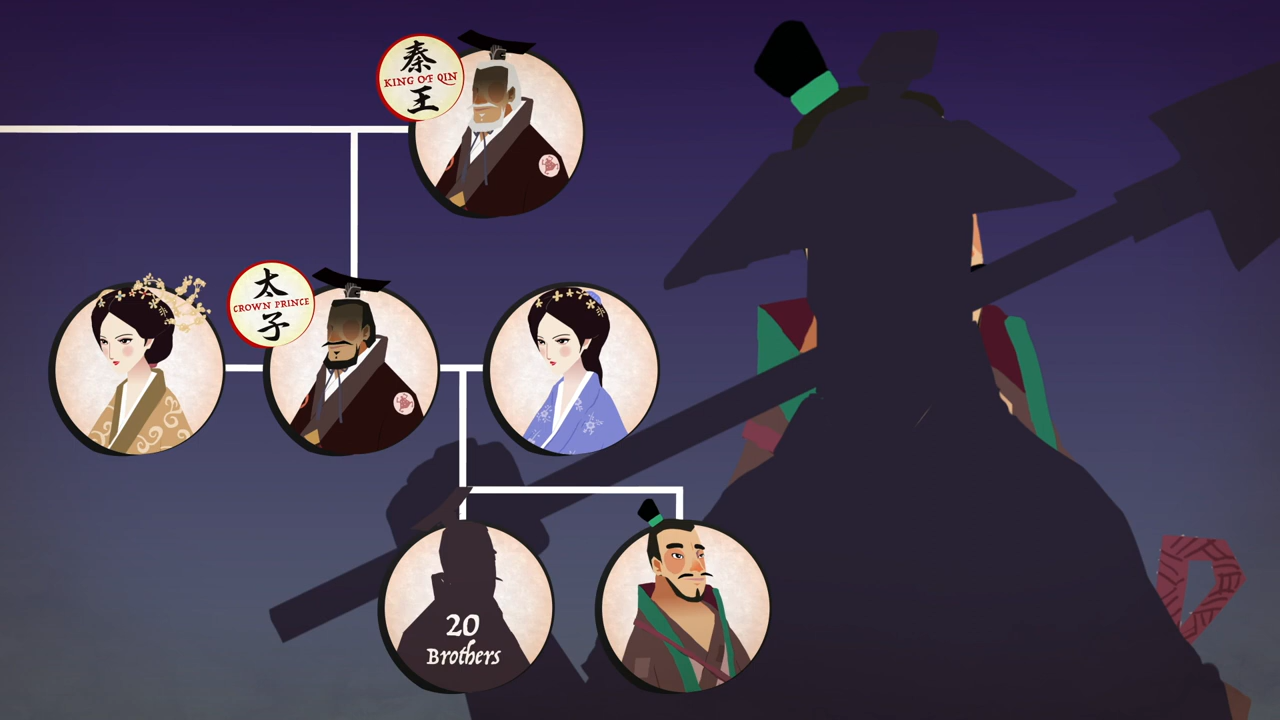 秦
KING OF QIN
王
太
CROWN PRINCE
子
20
Brothers